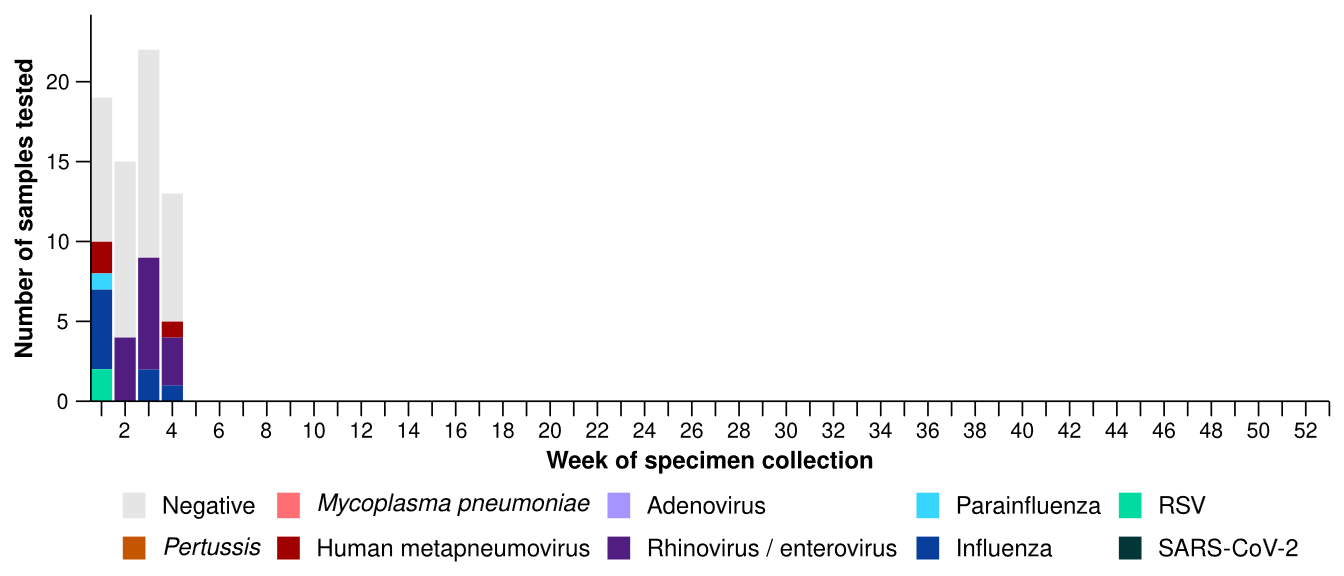 Number of samples tested
20
15
10
5
0
2 4 6 8 10 12 14 16 18 20 22 24 26 28 30 32 34 36 38 40 42 44 46 48 50 52
Week of specimen collection
Negative Mycoplasma pneumoniae Adenovirus Parainfluenza RSV
Pertussis Human metapneumovirus Rhinovirus / enterovirus Influenza SARS-CoV-2